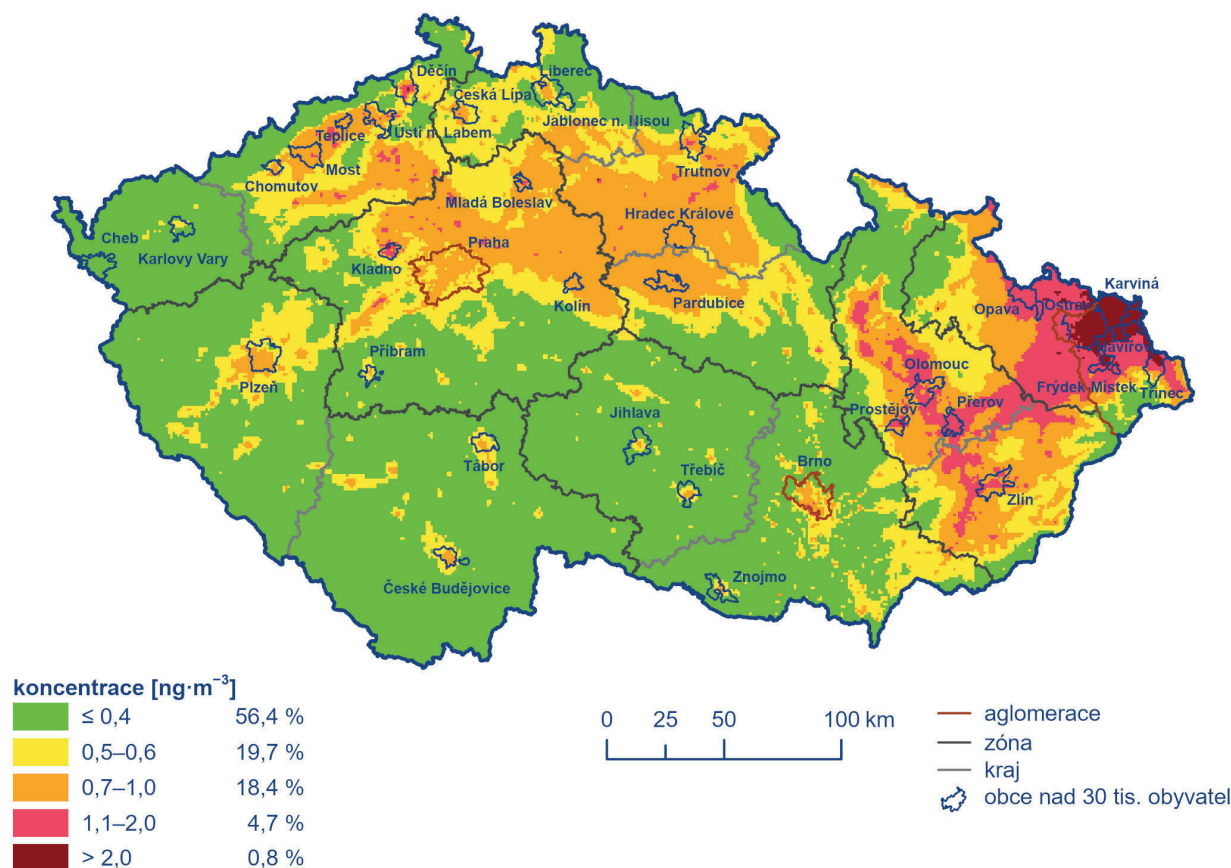 Děčín
Liberec
Česká Lípa
Jablonec n. Nisou
Teplice
Ústí n. Labem
Most
Trutnov
Chomutov
Mladá Boleslav
Hradec Králové
Cheb
Karlovy Vary
Praha
Kladno
Kolín
Pardubice
Karviná
Opava
Ostrava
Havířov
Příbram
Plzeň
Olomouc
Frýdek Místek
Třinec
Prostějov
Přerov
Jihlava
Tábor
Třebíč
Brno
Zlín
České Budějovice
Znojmo
koncentrace [ng·m⁻³]
≤ 0,4 56,4 %
0,5–0,6 19,7 %
0,7–1,0 18,4 %
1,1–2,0 4,7 %
> 2,0 0,8 %
0 25 50 100 km
aglomerace
zóna
kraj
obce nad 30 tis. obyvatel